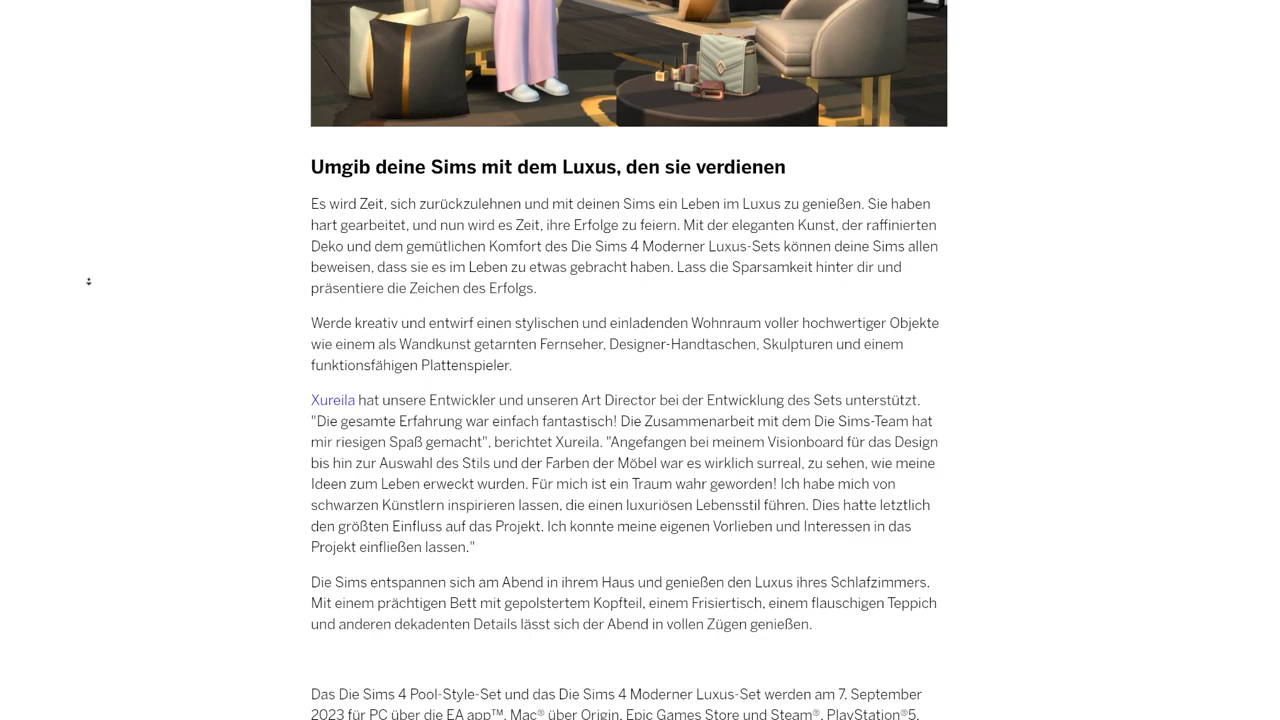 Umgib deine Sims mit dem Luxus, den sie verdienen
Es wird Zeit, sich zurückzulehnen und mit deinen Sims ein Leben im Luxus zu genießen. Sie haben
hart gearbeitet, und nun wird es Zeit, ihre Erfolge zu feiern. Mit der eleganten Kunst, der raffinierten
Deko und dem gemütlichen Komfort des Die Sims 4 Moderner Luxus-Sets können deine Sims allen
beweisen, dass sie es im Leben zu etwas gebracht haben. Lass die Sparsamkeit hinter dir und
präsentiere die Zeichen des Erfolgs.
Werde kreativ und entwirf einen stylischen und einladenden Wohnraum voller hochwertiger Objekte
wie einem als Wandkunst getarnten Fernseher, Designer-Handtaschen, Skulpturen und einem
funktionsfähigen Plattenspieler.
Xureila hat unsere Entwickler und unseren Art Director bei der Entwicklung des Sets unterstützt.
"Die gesamte Erfahrung war einfach fantastisch! Die Zusammenarbeit mit dem Die Sims-Team hat
mir riesigen Spaß gemacht", berichtet Xureila. "Angefangen bei meinem Visionboard für das Design
bis hin zur Auswahl des Stils und der Farben der Möbel war es wirklich surreal, zu sehen, wie meine
Ideen zum Leben erweckt wurden. Für mich ist ein Traum wahr geworden! Ich habe mich von
schwarzen Künstlern inspirieren lassen, die einen luxuriösen Lebensstil führen. Dies hatte letztlich
den größten Einfluss auf das Projekt. Ich konnte meine eigenen Vorlieben und Interessen in das
Projekt einfließen lassen."
Die Sims entspannen sich am Abend in ihrem Haus und genießen den Luxus ihres Schlafzimmers.
Mit einem prächtigen Bett mit gepolstertem Kopfteil, einem Frisiertisch, einem flauschigen Teppich
und anderen dekadenten Details lässt sich der Abend in vollen Zügen genießen.
Das Die Sims 4 Pool-Style-Set und das Die Sims 4 Moderner Luxus-Set werden am 7. September
2023 für PC über die EA app™, Mac® über Origin, Epic Games Store und Steam®, PlayStation®5,